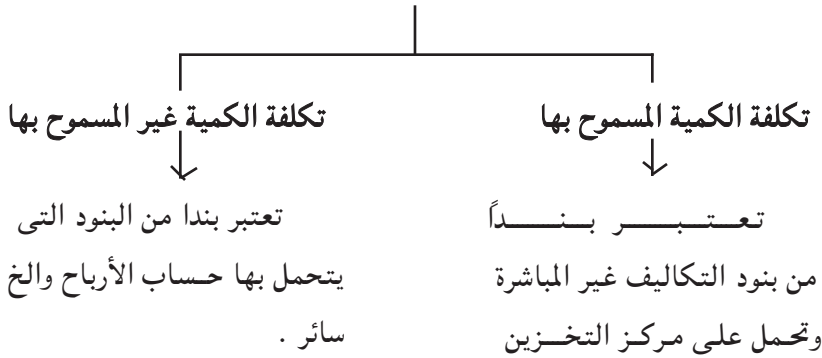 تكلفة الكمية المسموح بها
تعتبر بنداً
من بنود التكاليف غير المباشرة
وتحمل على مركز التخزين
تكلفة الكمية غير المسموح بها
تعتبر بندا من البنود التى
يتحمل بها حساب الأرباح والخ
سائر .